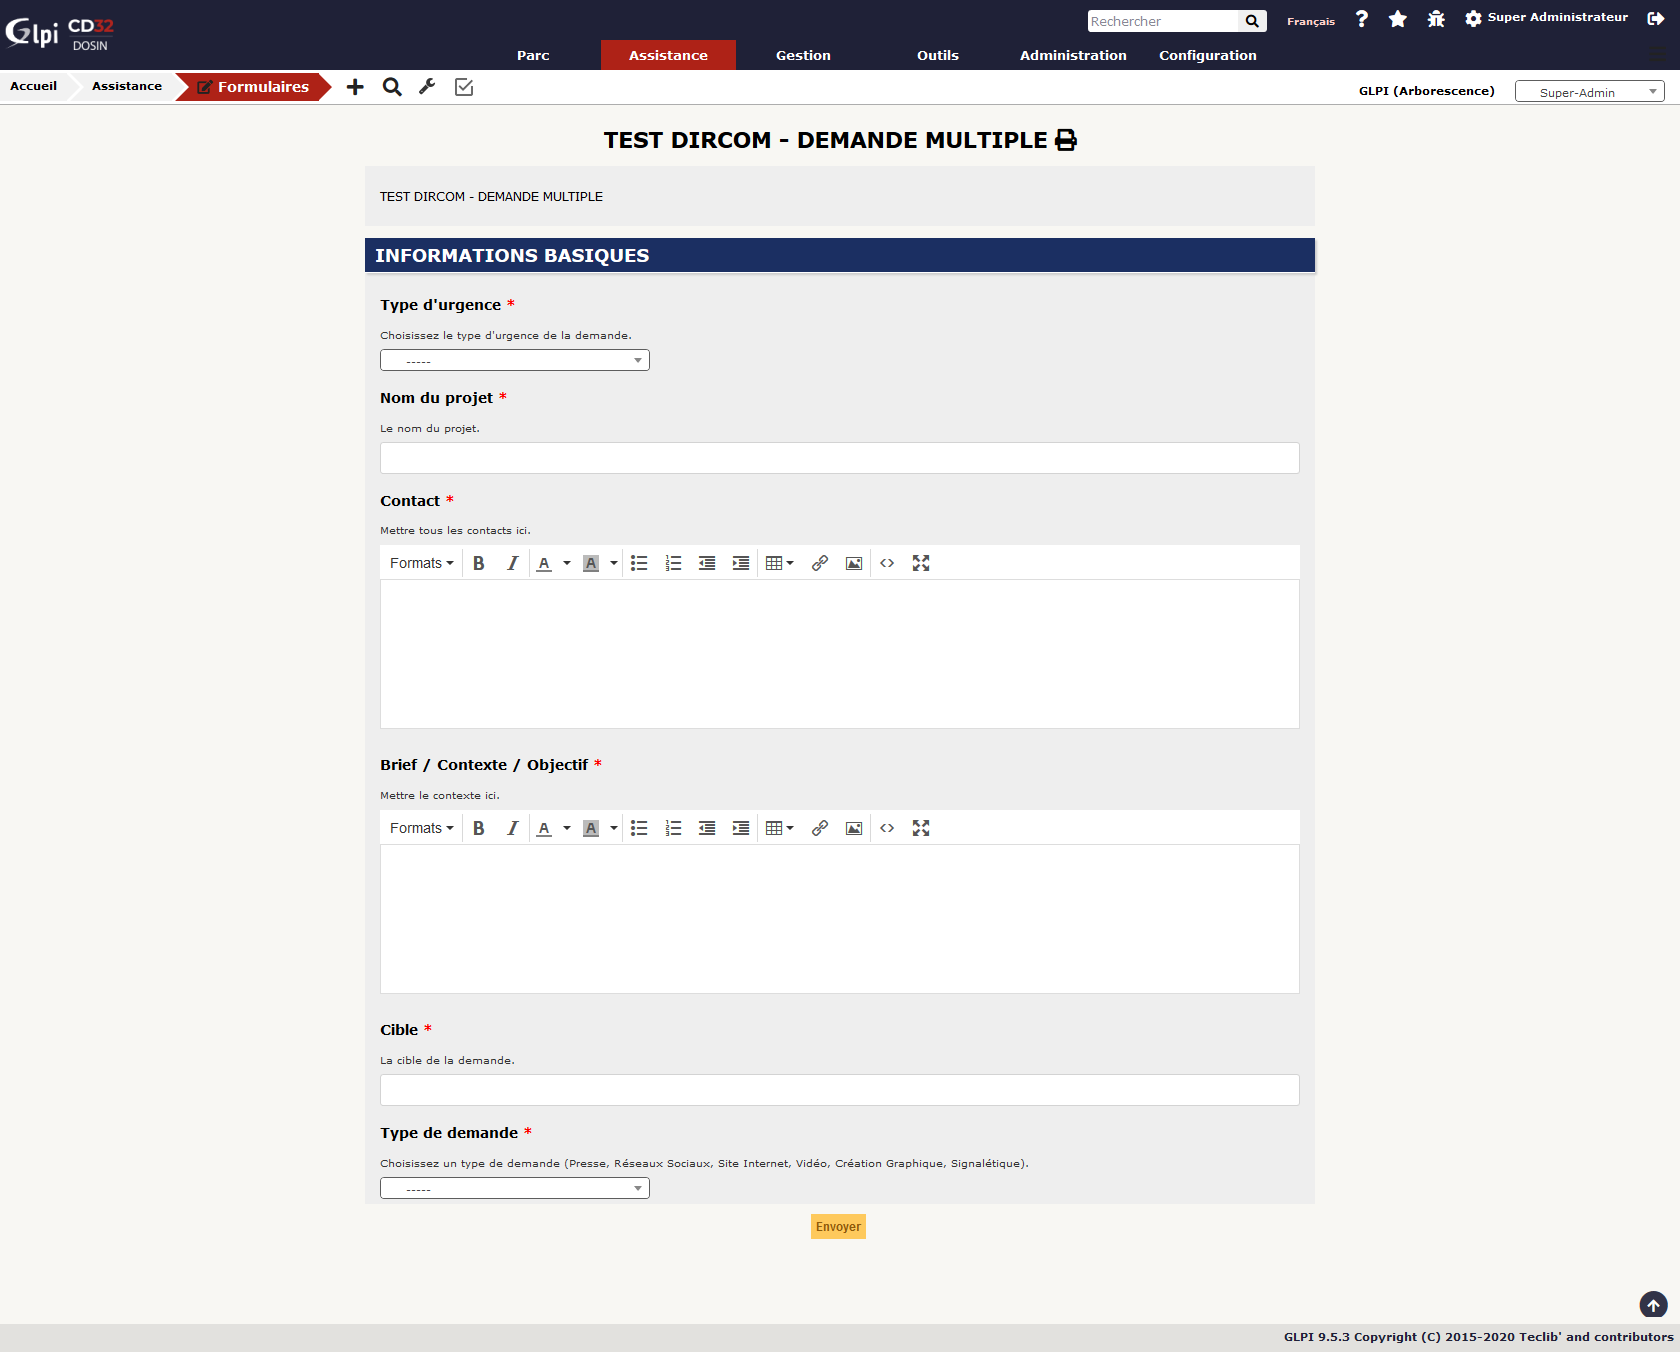 Glpi CD32 DOSIN
Rechercher
Français
Super Administrateur
Parc
Assistance
Gestion
Outils
Administration
Configuration
Accueil
Assistance
Formulaires
GLPI (Arborescence)
Super-Admin
TEST DIRCOM - DEMANDE MULTIPLE
TEST DIRCOM - DEMANDE MULTIPLE
INFORMATIONS BASIQUES
Type d'urgence *
Choisissez le type d'urgence de la demande.
-----
Nom du projet *
Le nom du projet.
Contact *
Mettre tous les contacts ici.
Formats B I A A
Brief / Contexte / Objectif *
Mettre le contexte ici.
Formats B I A A
Cible *
La cible de la demande.
Type de demande *
Choisissez un type de demande (Presse, Réseaux Sociaux, Site Internet, Vidéo, Création Graphique, Signalétique).
-----
Envoyer
GLPI 9.5.3 Copyright (C) 2015-2020 Teclib' and contributors